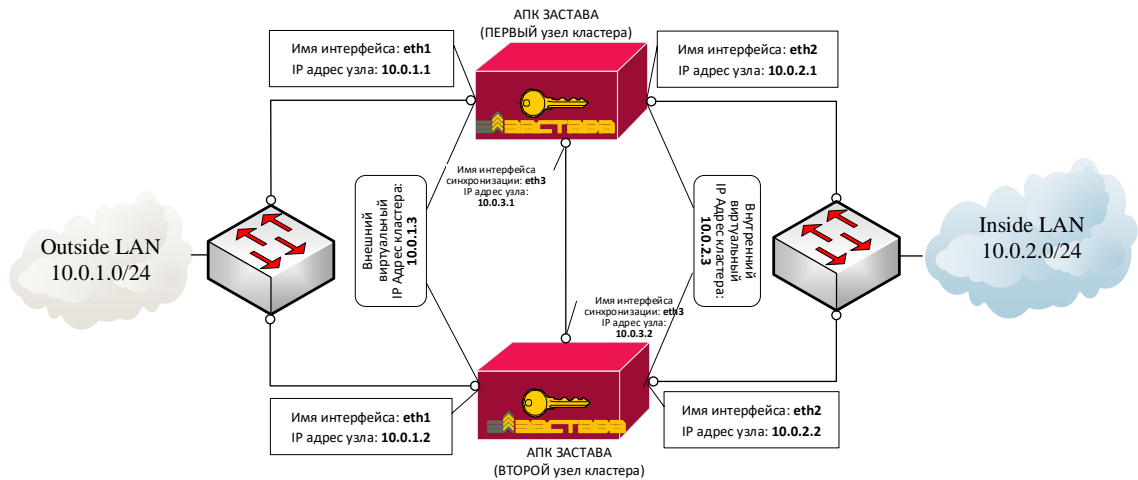 АПК ЗАСТАВА
(ПЕРВЫЙ узел кластера)
Имя интерфейса: eth1
IP адрес узла: 10.0.1.1
Имя интерфейса: eth2
IP адрес узла: 10.0.2.1
ЗАСТАВА
Имя интерфейса
синхронизации: eth3
IP адрес узла:
10.0.3.1
Внешний
виртуальный
IP Адрес кластера:
10.0.1.3
Внутренний
виртуальный
IP Адрес кластера:
10.0.2.3
Outside LAN
10.0.1.0/24
Inside LAN
10.0.2.0/24
Имя интерфейса
синхронизации: eth3
IP адрес узла:
10.0.3.2
ЗАСТАВА
Имя интерфейса: eth1
IP адрес узла: 10.0.1.2
Имя интерфейса: eth2
IP адрес узла: 10.0.2.2
АПК ЗАСТАВА
(ВТОРОЙ узел кластера)